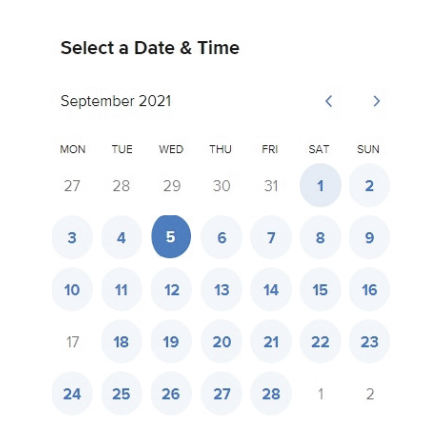 Select a Date & Time
September 2021
MON TUE WED THU FRI SAT SUN
27 28 29 30 31 1 2
3 4 5 6 7 8 9
10 11 12 13 14 15 16
17 18 19 20 21 22 23
24 25 26 27 28 1 2